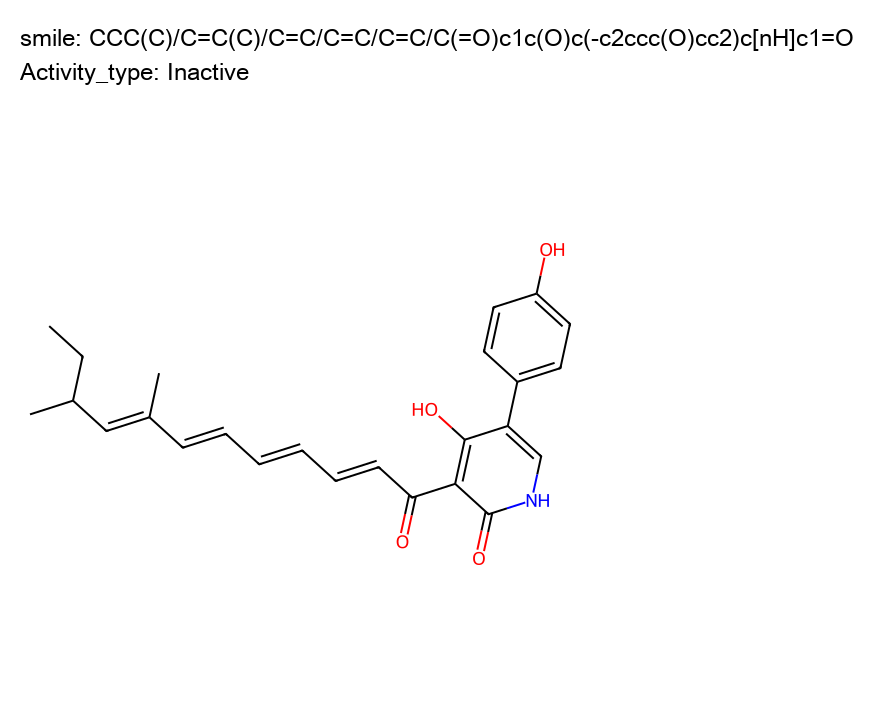 smile: CCC(C)/C=C(C)/C=C/C=C/C=C/C(=O)c1c(O)c(-c2ccc(O)cc2)c[nH]c1=O
Activity_type: Inactive
OH
HO
NH
O
O